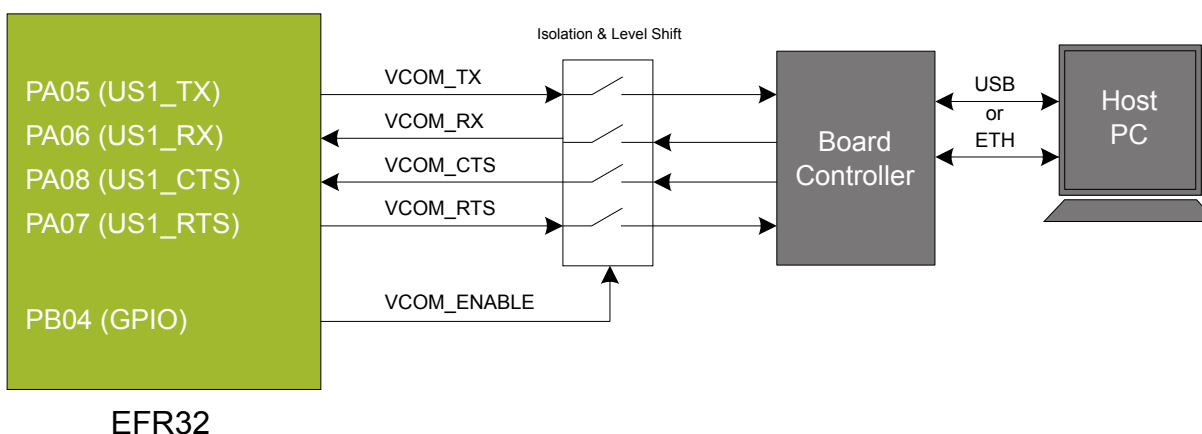 Isolation & Level Shift
PA05 (US1_TX)
VCOM_TX
PA06 (US1_RX)
VCOM_RX
PA08 (US1_CTS)
VCOM_CTS
PA07 (US1_RTS)
VCOM_RTS
PB04 (GPIO)
VCOM_ENABLE
Board
Controller
USB
or
ETH
Host
PC
EFR32